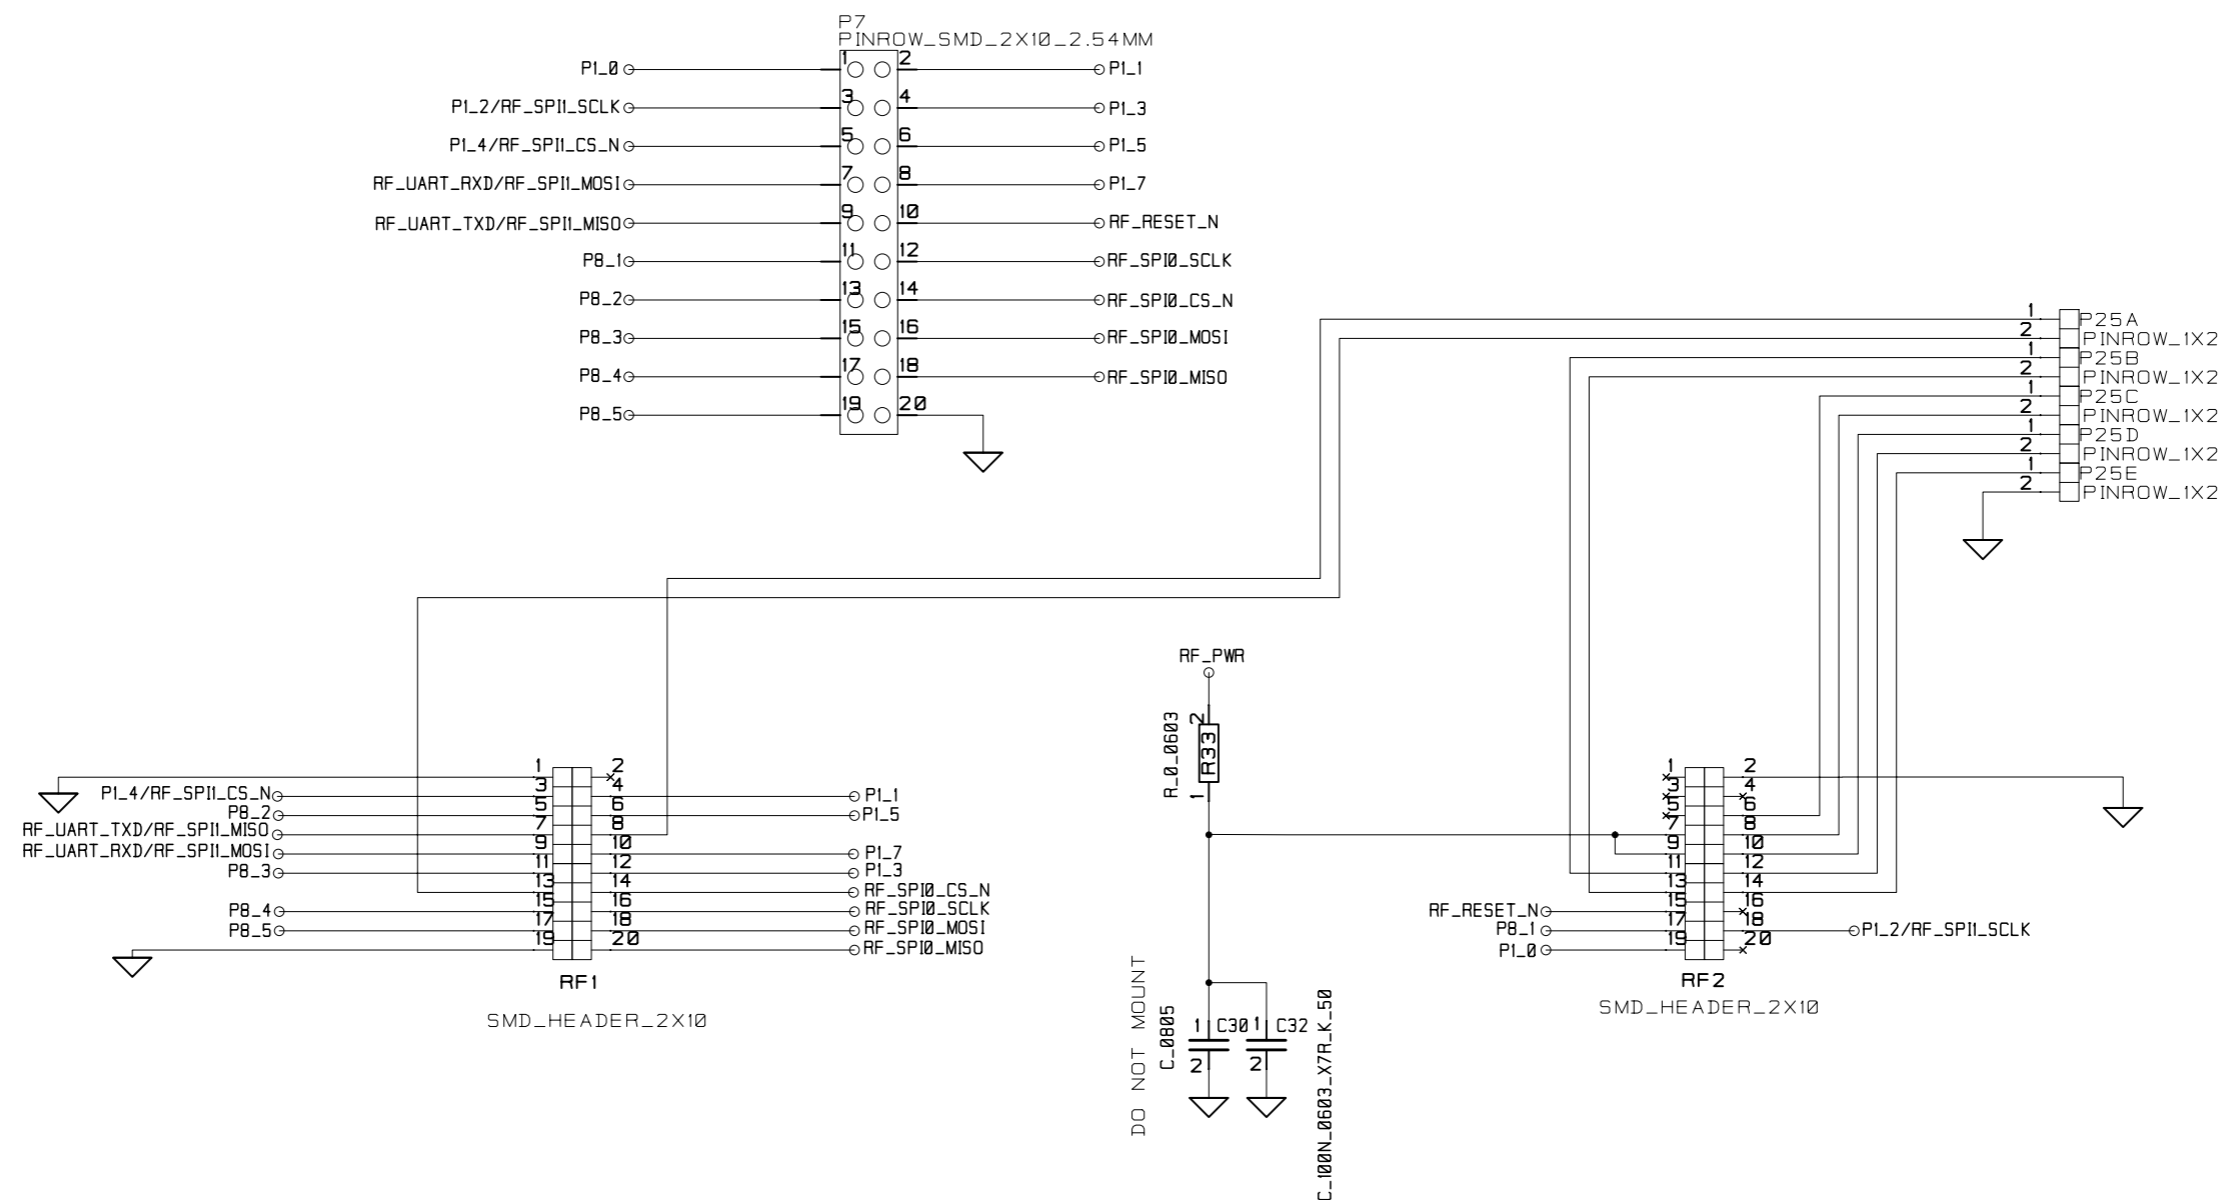 P7
PINROW_SMD_2X10_2.54MM
P1_0 1 2 P1_1
P1_2/RF_SPI1_SCLK 3 4 P1_3
P1_4/RF_SPI1_CS_N 5 6 P1_5
RF_UART_RXD/RF_SPI1_MOSI 7 8 P1_7
RF_UART_TXD/RF_SPI1_MISO 9 10 RF_RESET_N
P8_1 11 12 RF_SPI0_SCLK
P8_2 13 14 RF_SPI0_CS_N
P8_3 15 16 RF_SPI0_MOSI
P8_4 17 18 RF_SPI0_MISO
P8_5 19 20
1 P25A
2 PINROW_1X2
1 P25B
2 PINROW_1X2
1 P25C
2 PINROW_1X2
1 P25D
2 PINROW_1X2
1 P25E
2 PINROW_1X2
1 2
P1_4/RF_SPI1_CS_N 3 4 P1_1
P8_2 5 6 P1_5
RF_UART_TXD/RF_SPI1_MISO 7 8
RF_UART_RXD/RF_SPI1_MOSI 9 10 P1_7
P8_3 11 12 P1_3
13 14 RF_SPI0_CS_N
P8_4 15 16 RF_SPI0_SCLK
P8_5 17 18 RF_SPI0_MOSI
19 20 RF_SPI0_MISO
RF1
SMD_HEADER_2X10
RF_PWR
R_0_0603
2
R33
1
DO NOT MOUNT
C_0805
1 C30
2
1 C32
2
C_100N_0603_X7R_K_50
1 2
3 4
5 6
7 8
9 10
11 12
13 14
RF_RESET_N 15 16
P8_1 17 18 P1_2/RF_SPI1_SCLK
P1_0 19 20
RF2
SMD_HEADER_2X10